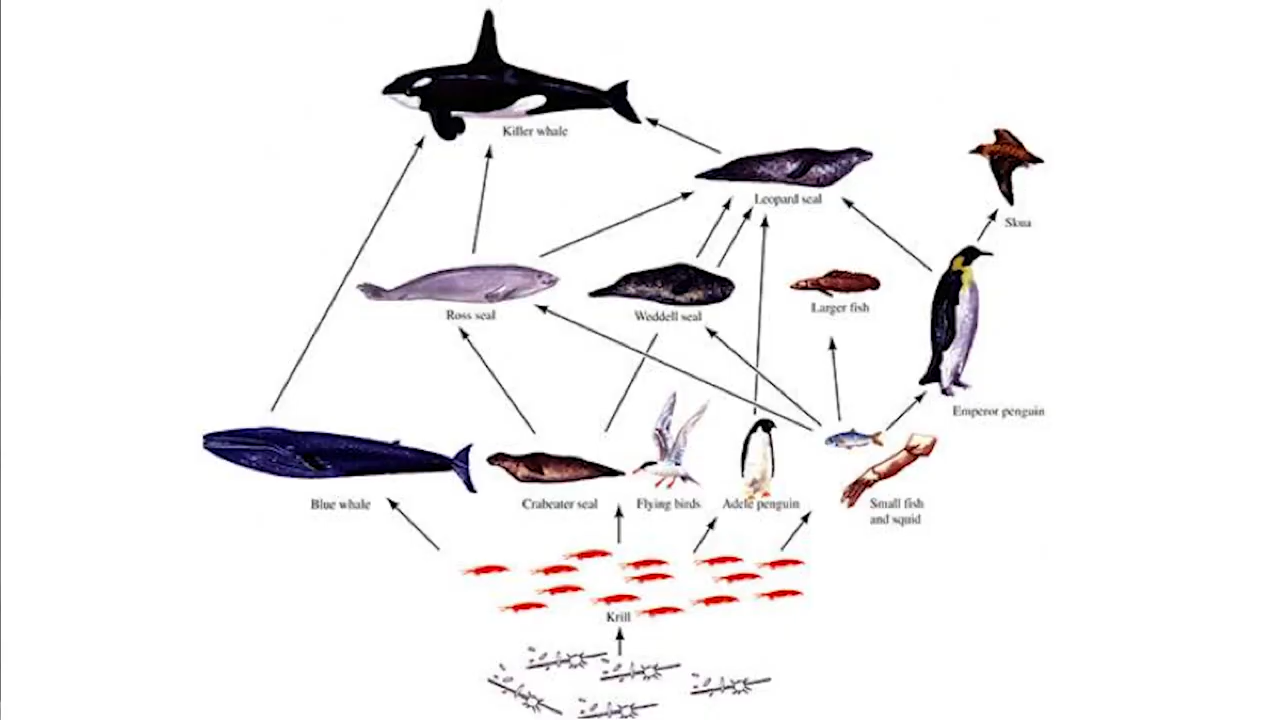 Killer whale
Leopard seal
Skua
Ross seal
Weddell seal
Larger fish
Emperor penguin
Blue whale
Crabeater seal
Flying birds
Adele penguin
Small fish
and squid
Krill